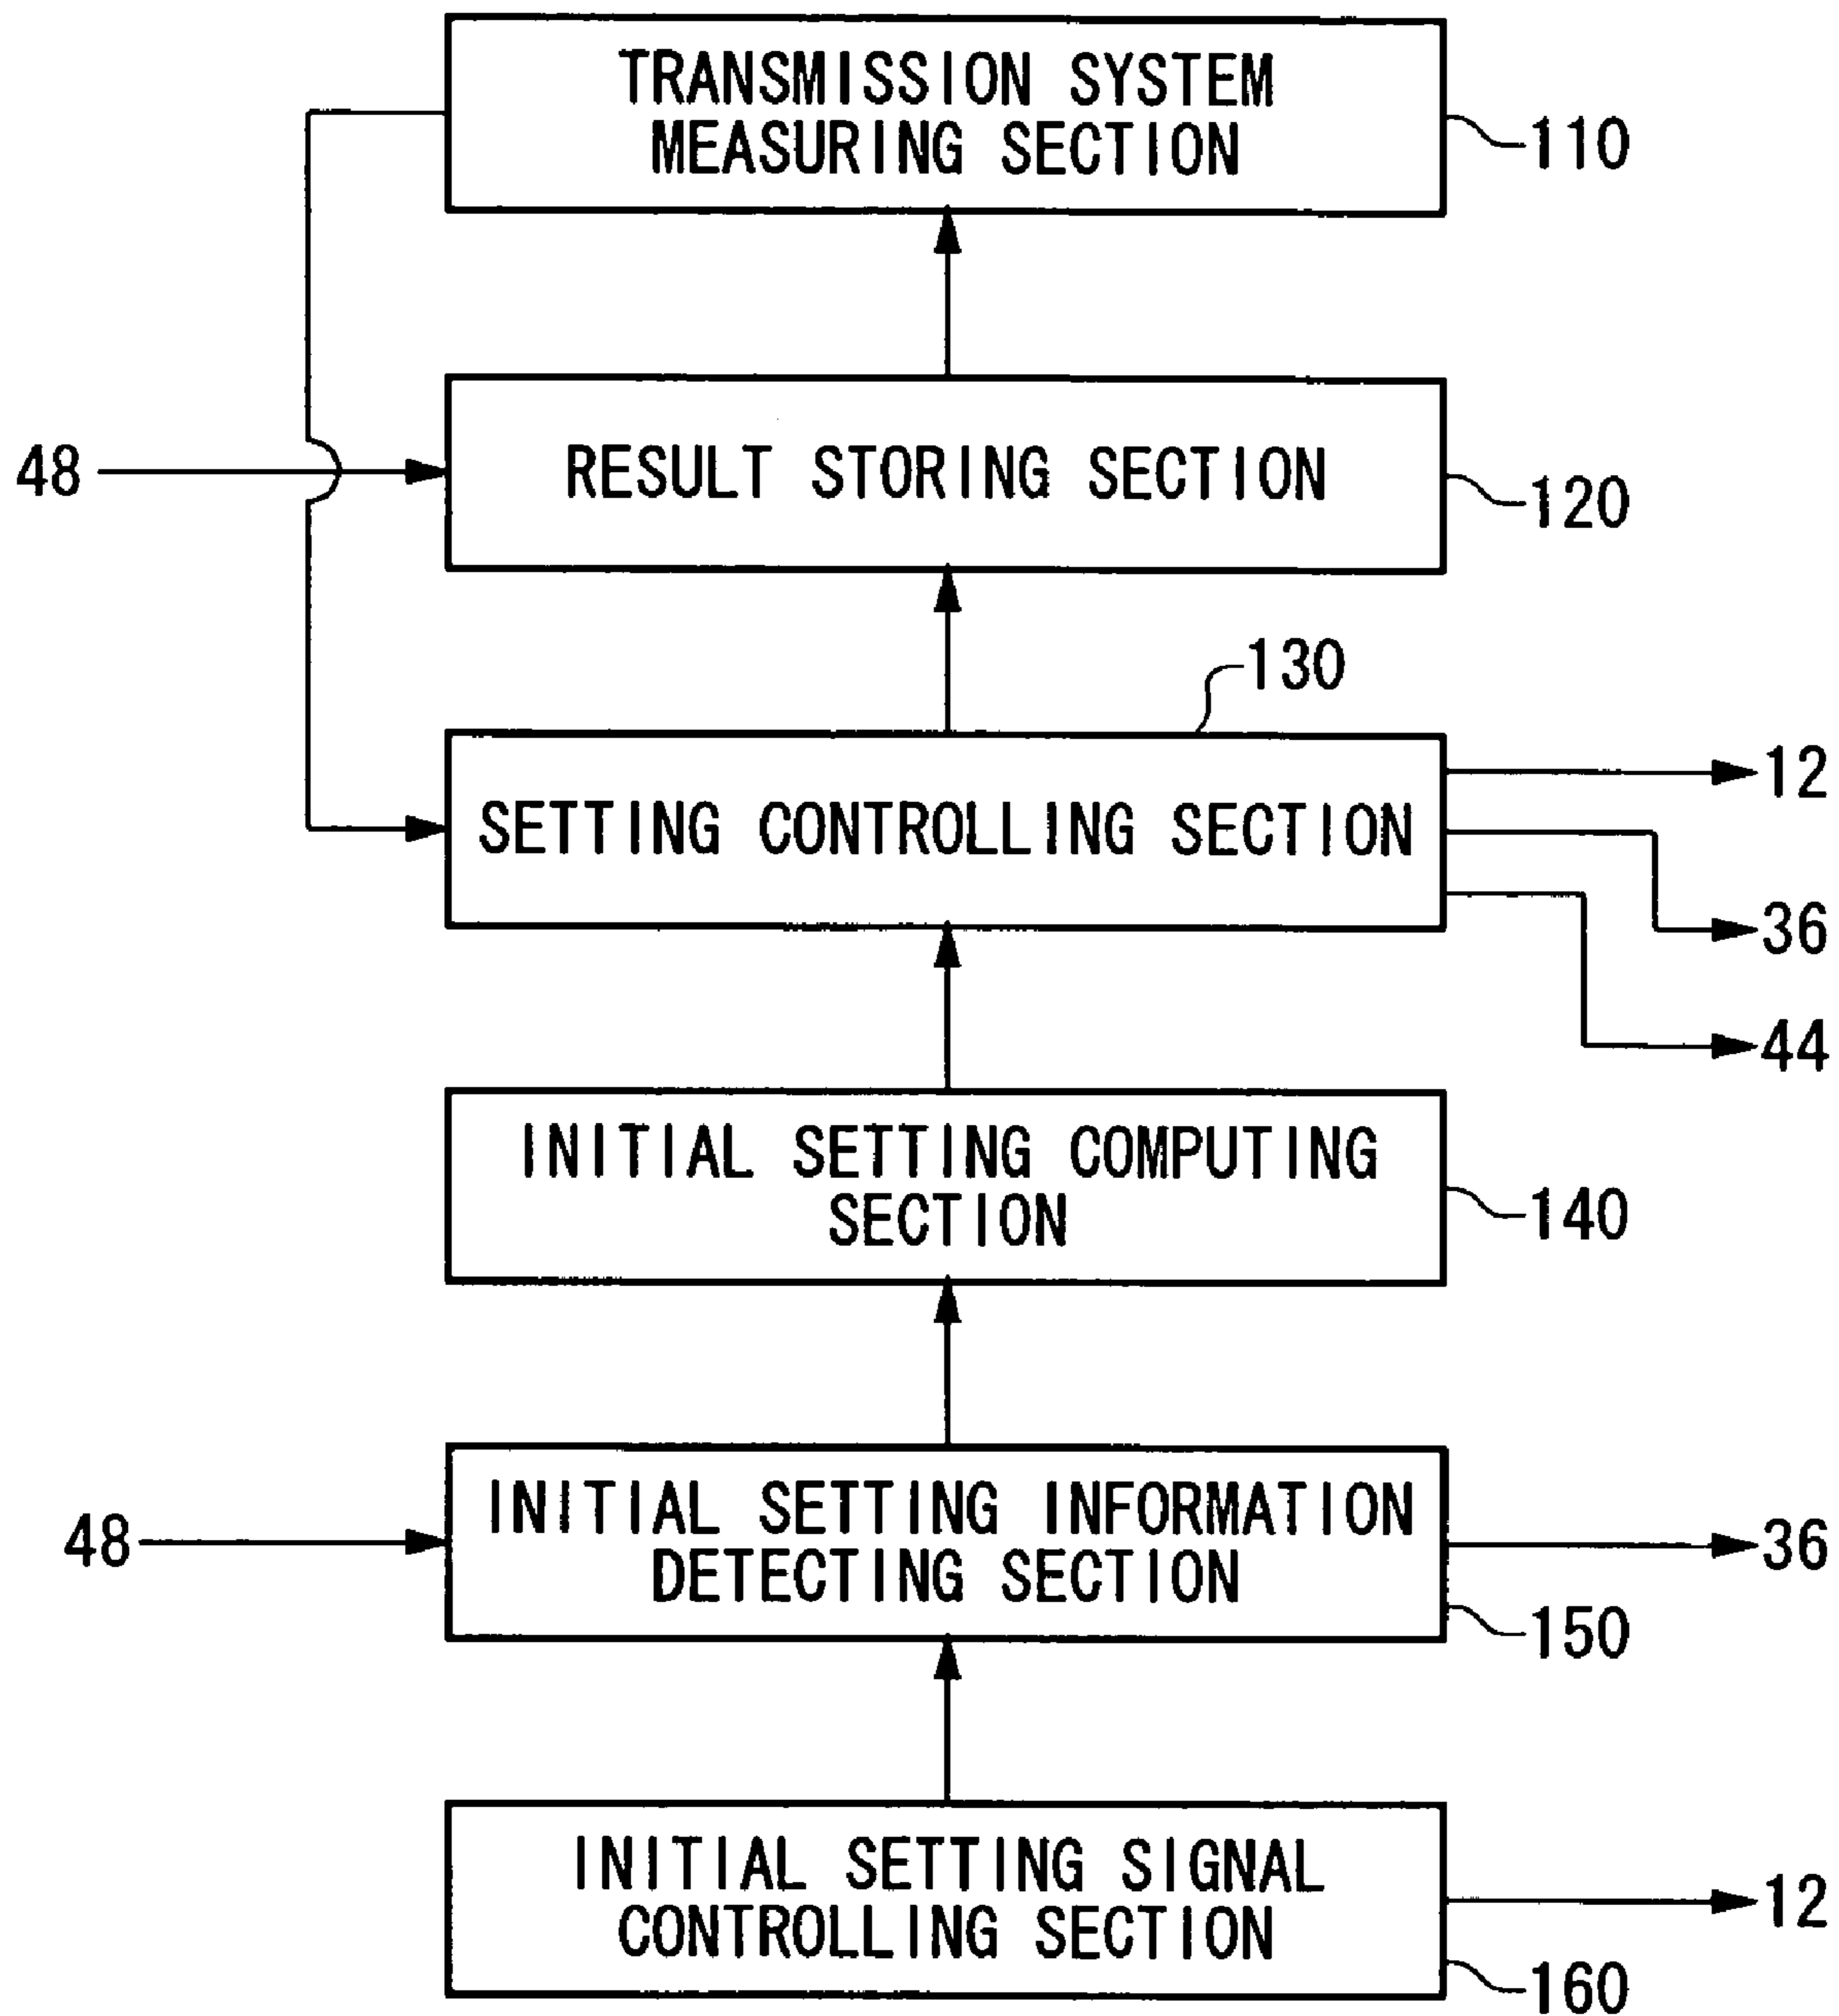 TRANSMISSION SYSTEM
MEASURING SECTION
110
48
RESULT STORING SECTION
120
130
SETTING CONTROLLING SECTION
12
36
44
INITIAL SETTING COMPUTING
SECTION
140
48
INITIAL SETTING INFORMATION
DETECTING SECTION
36
150
INITIAL SETTING SIGNAL
CONTROLLING SECTION
12
160